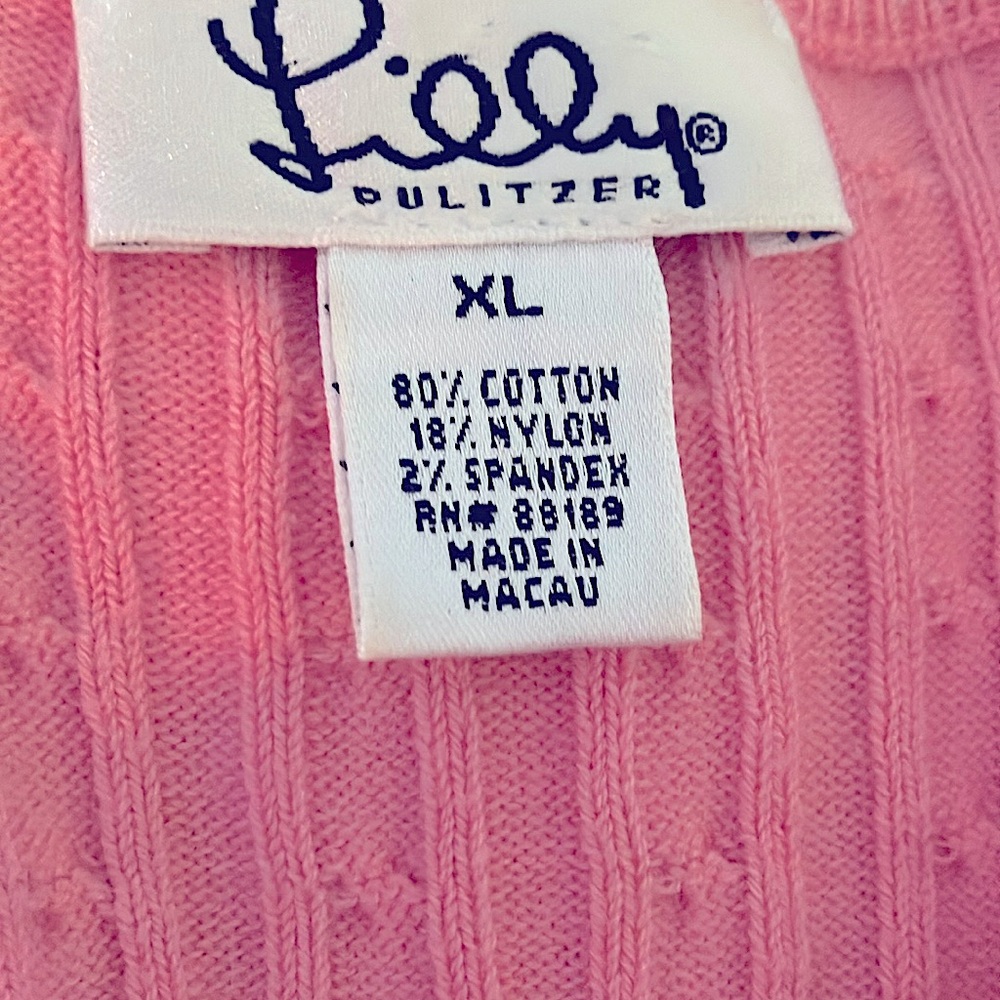 Lilly®
PULITZER
XL
80% COTTON
18% NYLON
2% SPANDEX
RN# 88189
MADE IN
MACAU